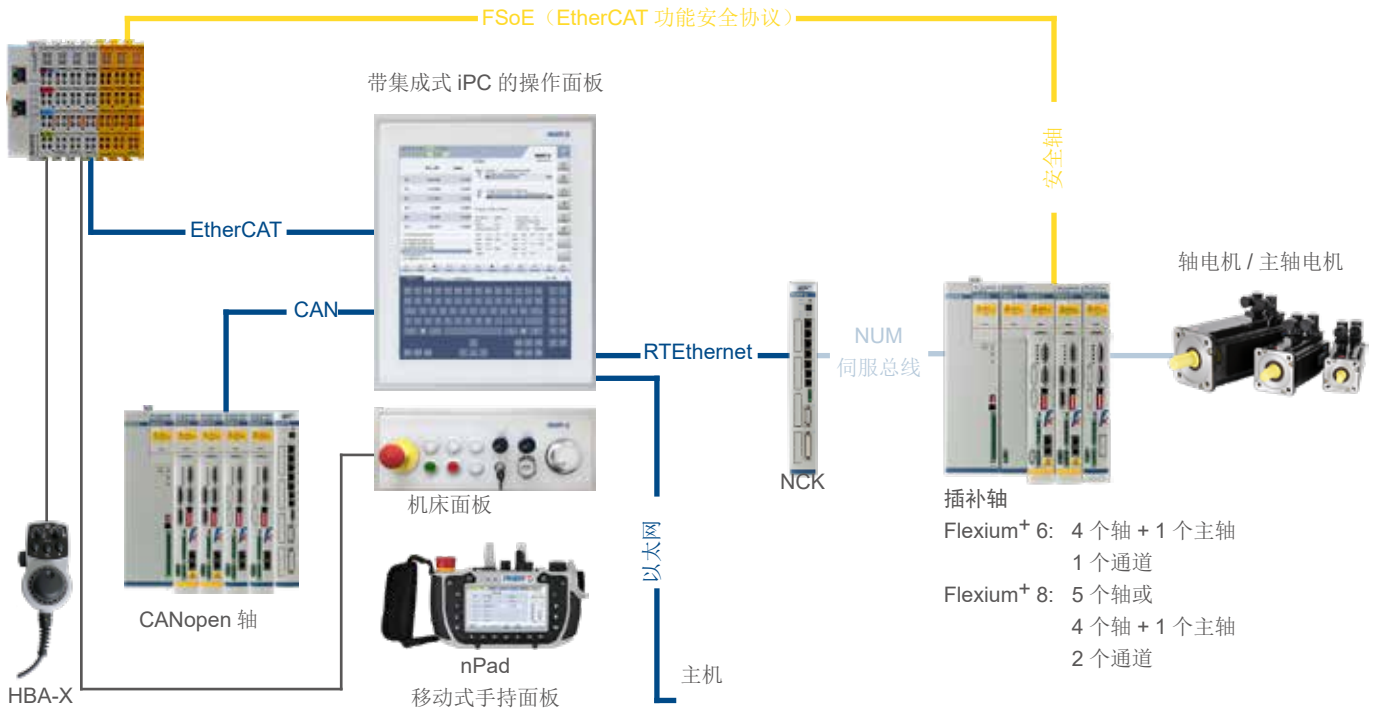 FSoE（EtherCAT 功能安全协议）
带集成式 iPC 的操作面板
安全轴
EtherCAT
轴电机 / 主轴电机
CAN
RTEthernet
NUM
伺服总线
NCK
机床面板
插补轴
Flexium+ 6: 4 个轴 + 1 个主轴
1 个通道
Flexium+ 8: 5 个轴或
4 个轴 + 1 个主轴
2 个通道
以太网
CANopen 轴
nPad
移动式手持面板
主机
HBA-X